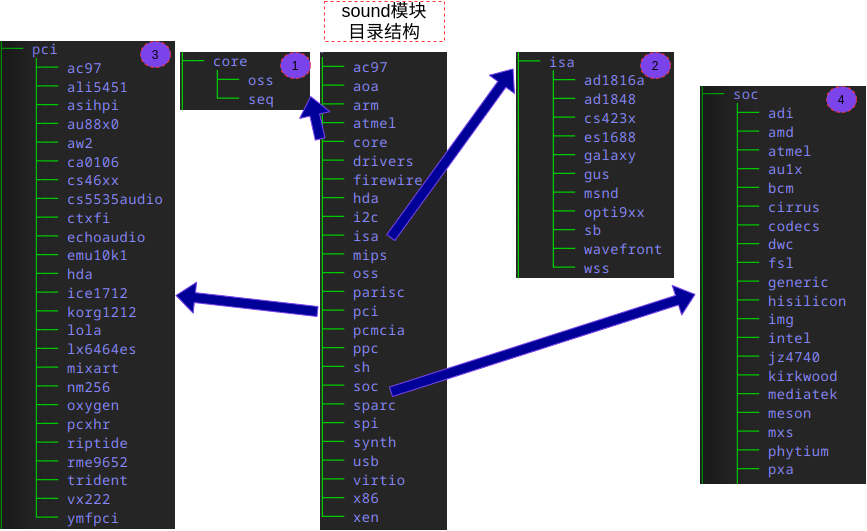 sound模块
目录结构
pci
3
ac97
ali5451
asihpi
au88x0
aw2
ca0106
cs46xx
cs5535audio
ctxfi
echoaudio
emu10k1
hda
ice1712
korg1212
lola
lx6464es
mixart
nm256
oxygen
pcxhr
riptide
rme9652
trident
vx222
ymfpci
core
1
oss
seq
ac97
aoa
arm
atmel
core
drivers
firewire
hda
i2c
isa
mips
oss
parisc
pci
pcmcia
ppc
sh
soc
sparc
spi
synth
usb
virtio
x86
xen
isa
2
ad1816a
ad1848
cs423x
es1688
galaxy
gus
msnd
opti9xx
sb
wavefront
wss
soc
4
adi
amd
atmel
au1x
bcm
cirrus
codecs
dwc
fsl
generic
hisilicon
img
intel
jz4740
kirkwood
mediatek
meson
mxs
phytium
pxa